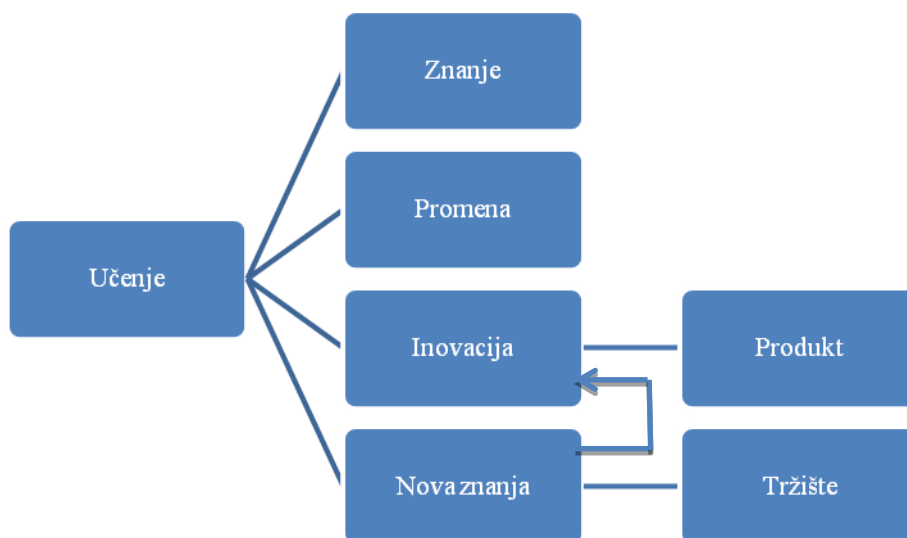 Znanje
Promena
Učenje
Inovacija
Produkt
Nova znanja
Tržište